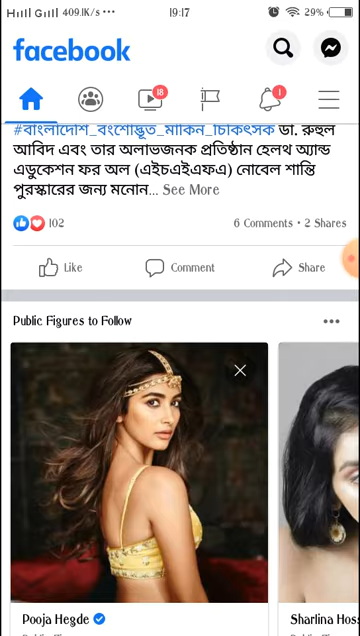 409.1K/s ••• 19:17 29%
facebook
18
1
#বাংলাদেশি_বংশোদ্ভূত_মার্কিন_চিকিৎসক ডা. রুহুল
আবিদ এবং তার অলাভজনক প্রতিষ্ঠান হেলথ অ্যান্ড
এডুকেশন ফর অল (এইচএইএফএ) নোবেল শান্তি
পুরস্কারের জন্য মনোন... See More
102 6 Comments • 2 Shares
Like Comment Share
Public Figures to Follow
Pooja Hegde
Sharlina Hos